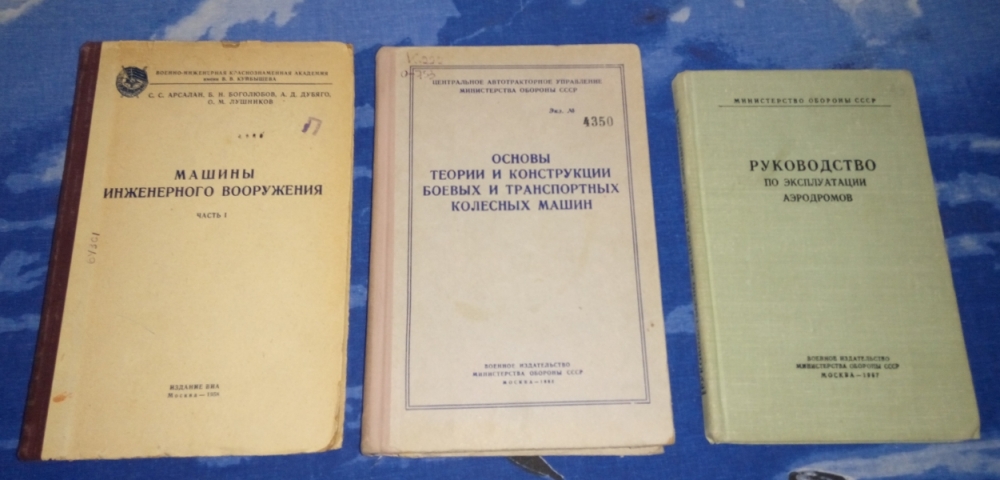 ВОЕННО-ИНЖЕНЕРНАЯ КРАСНОЗНАМЕННАЯ АКАДЕМИЯ
имени В. В. КУЙБЫШЕВА
С. С. АРСАЛАН, Б. Н. БОГОЛЮБОВ, А. Д. ДУБЯГО,
О. М. ЛУШНИКОВ
МАШИНЫ
ИНЖЕНЕРНОГО ВООРУЖЕНИЯ
ЧАСТЬ I
ИЗДАНИЕ ВИА
Москва —
ЦЕНТРАЛЬНОЕ АВТОТРАКТОРНОЕ УПРАВЛЕНИЕ
МИНИСТЕРСТВА ОБОРОНЫ СССР
Экз. №
4350
ОСНОВЫ
ТЕОРИИ И КОНСТРУКЦИИ
БОЕВЫХ И ТРАНСПОРТНЫХ
КОЛЕСНЫХ МАШИН
ВОЕННОЕ ИЗДАТЕЛЬСТВО
МИНИСТЕРСТВА ОБОРОНЫ СССР
МОСКВА —
МИНИСТЕРСТВО ОБОРОНЫ СССР
РУКОВОДСТВО
ПО ЭКСПЛУАТАЦИИ
АЭРОДРОМОВ
ВОЕННОЕ ИЗДАТЕЛЬСТВО
МИНИСТЕРСТВА ОБОРОНЫ СССР
МОСКВА — 1967